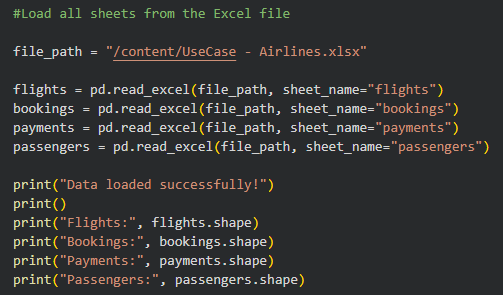 #Load all sheets from the Excel file
file_path = "/content/UseCase - Airlines.xlsx"
flights = pd.read_excel(file_path, sheet_name="flights")
bookings = pd.read_excel(file_path, sheet_name="bookings")
payments = pd.read_excel(file_path, sheet_name="payments")
passengers = pd.read_excel(file_path, sheet_name="passengers")
print("Data loaded successfully!")
print()
print("Flights:", flights.shape)
print("Bookings:", bookings.shape)
print("Payments:", payments.shape)
print("Passengers:", passengers.shape)